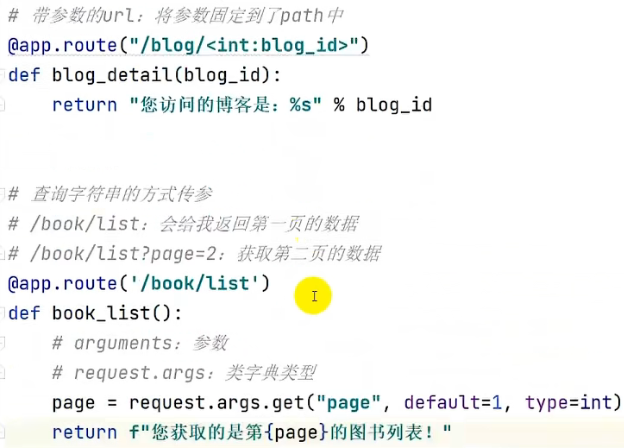 # 带参数的url：将参数固定到了path中
@app.route("/blog/<int:blog_id>")
def blog_detail(blog_id):
    return "您访问的博客是：%s" % blog_id
# 查询字符串的方式传参
# /book/list：会给我返回第一页的数据
# /book/list?page=2：获取第二页的数据
@app.route('/book/list')
def book_list():
    # arguments：参数
    # request.args：类字典类型
    page = request.args.get("page", default=1, type=int)
    return f"您获取的是第{page}的图书列表！"